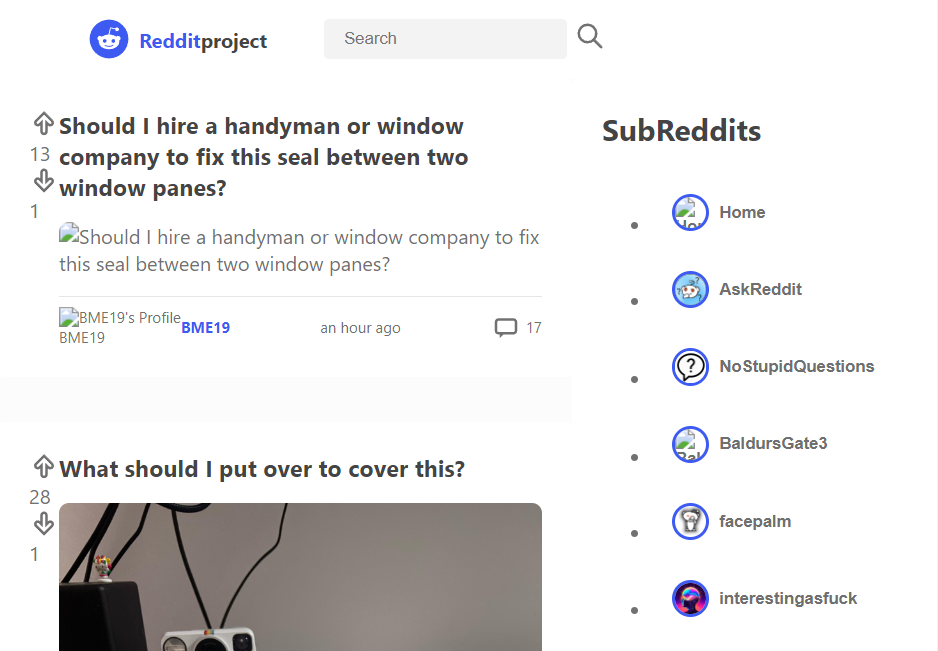 Redditproject
Search
Should I hire a handyman or window
company to fix this seal between two
window panes?
13
1
Should I hire a handyman or window company to fix
this seal between two window panes?
BME19's Profile
BME19
BME19
an hour ago
17
What should I put over to cover this?
28
1
SubReddits
Home
AskReddit
NoStupidQuestions
BaldursGate3
facepalm
interestingasfuck